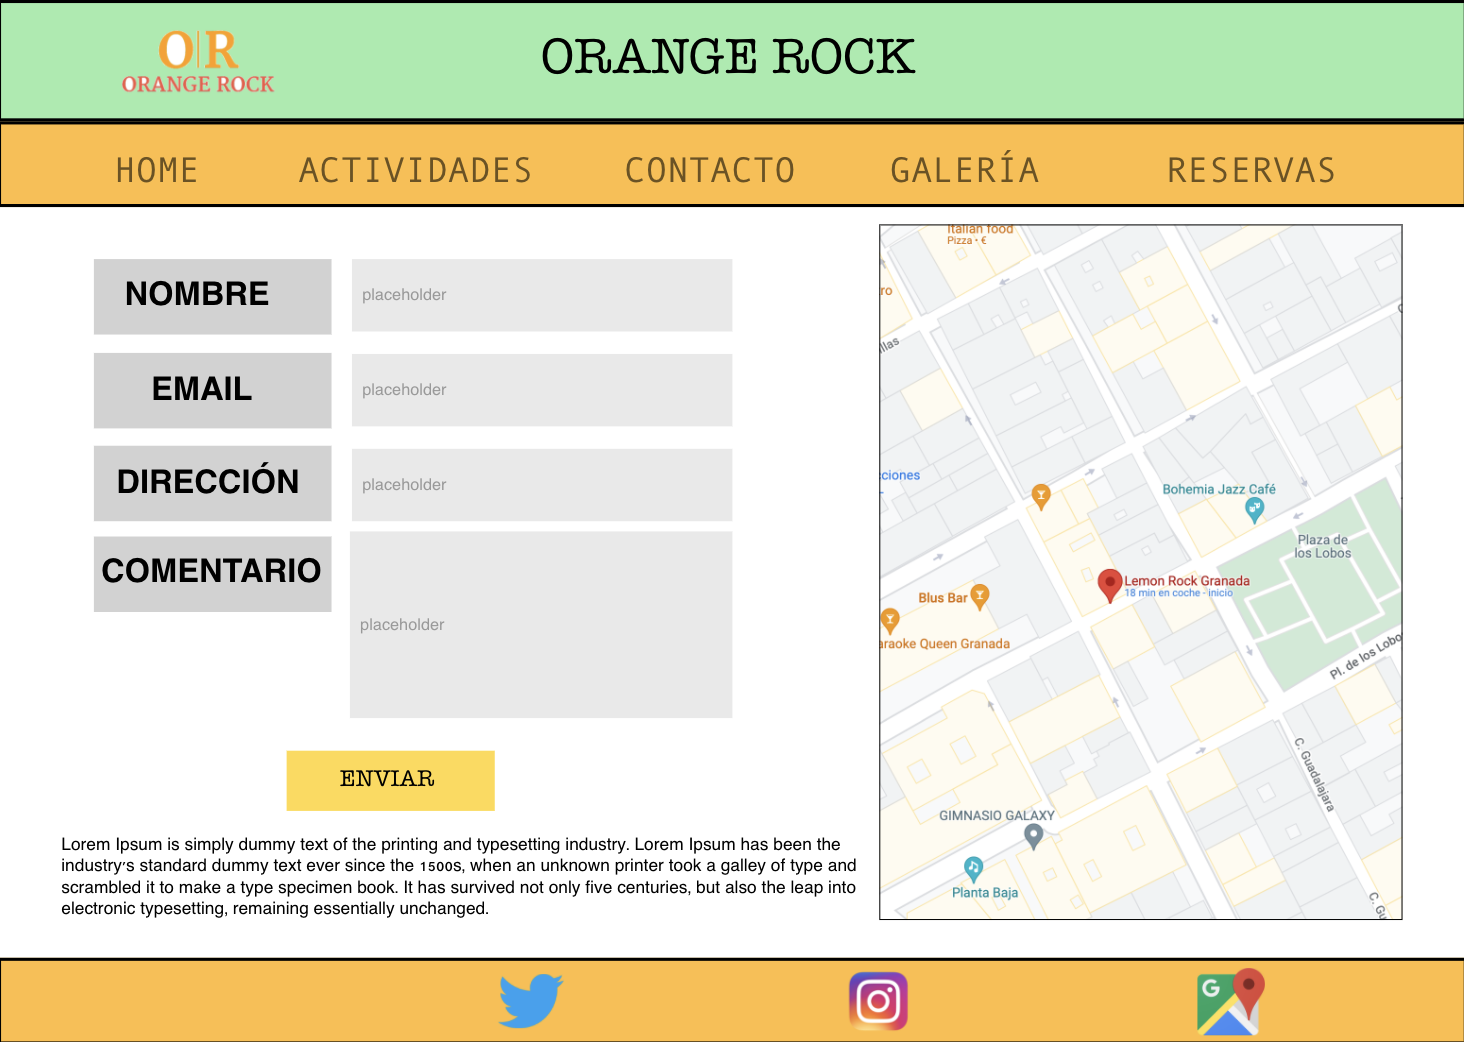 O|R
ORANGE ROCK
ORANGE ROCK
HOME ACTIVIDADES CONTACTO GALERÍA RESERVAS
NOMBRE
placeholder
EMAIL
placeholder
DIRECCIÓN
placeholder
COMENTARIO
placeholder
ENVIAR
Lorem Ipsum is simply dummy text of the printing and typesetting industry. Lorem Ipsum has been the
industry's standard dummy text ever since the 1500s, when an unknown printer took a galley of type and
scrambled it to make a type specimen book. It has survived not only five centuries, but also the leap into
electronic typesetting, remaining essentially unchanged.
Italian food
Pizza • €
ro
llas
cciones
Bohemia Jazz Café
Plaza de
los Lobos
Lemon Rock Granada
18 min en coche - inicio
Blus Bar
araoke Queen Granada
Pl. de los Lobo
C. Guadalajara
GIMNASIO GALAXY
Planta Baja
C. Gu
G